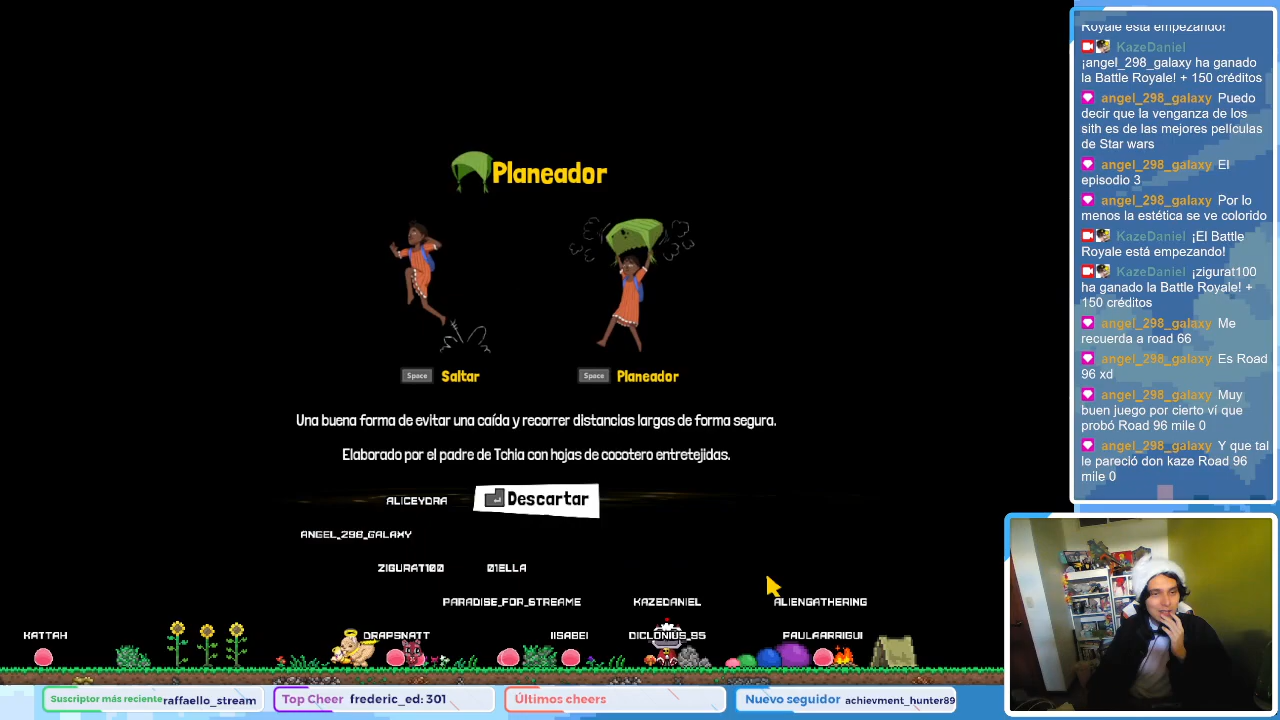 Planeador
Space Saltar
Space Planeador
Una buena forma de evitar una caída y recorrer distancias largas de forma segura.
Elaborado por el padre de Tchia con hojas de cocotero entretejidas.
Descartar
ALICEYDRA
ANGEL_298_GALAXY
ZIGURAT100 01ELLA
PARADISE_FOR_STREAME KAZEDANIEL ALIENGATHERING
KATTAH DRAPSNATT IISABEI DICLONIUS_95 PAULAARRIGUI
Suscriptor más reciente raffaello_stream
Top Cheer frederic_ed: 301
Últimos cheers
Nuevo seguidor achievment_hunter89
Royale está empezando!
KazeDaniel
¡angel_298_galaxy ha ganado
la Battle Royale! + 150 créditos
angel_298_galaxy Puedo
decir que la venganza de los
sith es de las mejores películas
de Star wars
angel_298_galaxy El
episodio 3
angel_298_galaxy Por lo
menos la estética se ve colorido
KazeDaniel ¡El Battle
Royale está empezando!
KazeDaniel ¡zigurat100
ha ganado la Battle Royale! +
150 créditos
angel_298_galaxy Me
recuerda a road 66
angel_298_galaxy Es Road
96 xd
angel_298_galaxy Muy
buen juego por cierto ví que
probó Road 96 mile 0
angel_298_galaxy Y que tal
le pareció don kaze Road 96
mile 0